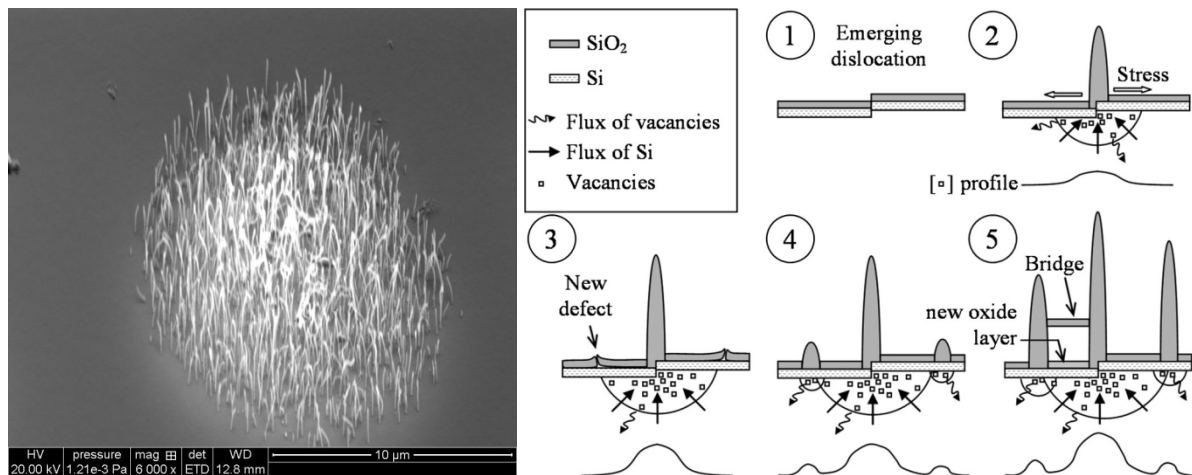 HV pressure mag ⊞ det WD
20.00 kV 1.21e-3 Pa 6 000 x ETD 12.8 mm
10 µm
SiO2
Si
Flux of vacancies
Flux of Si
Vacancies
1
Emerging
dislocation
2
Stress
[▫] profile
3
New
defect
4
5
Bridge
new oxide
layer